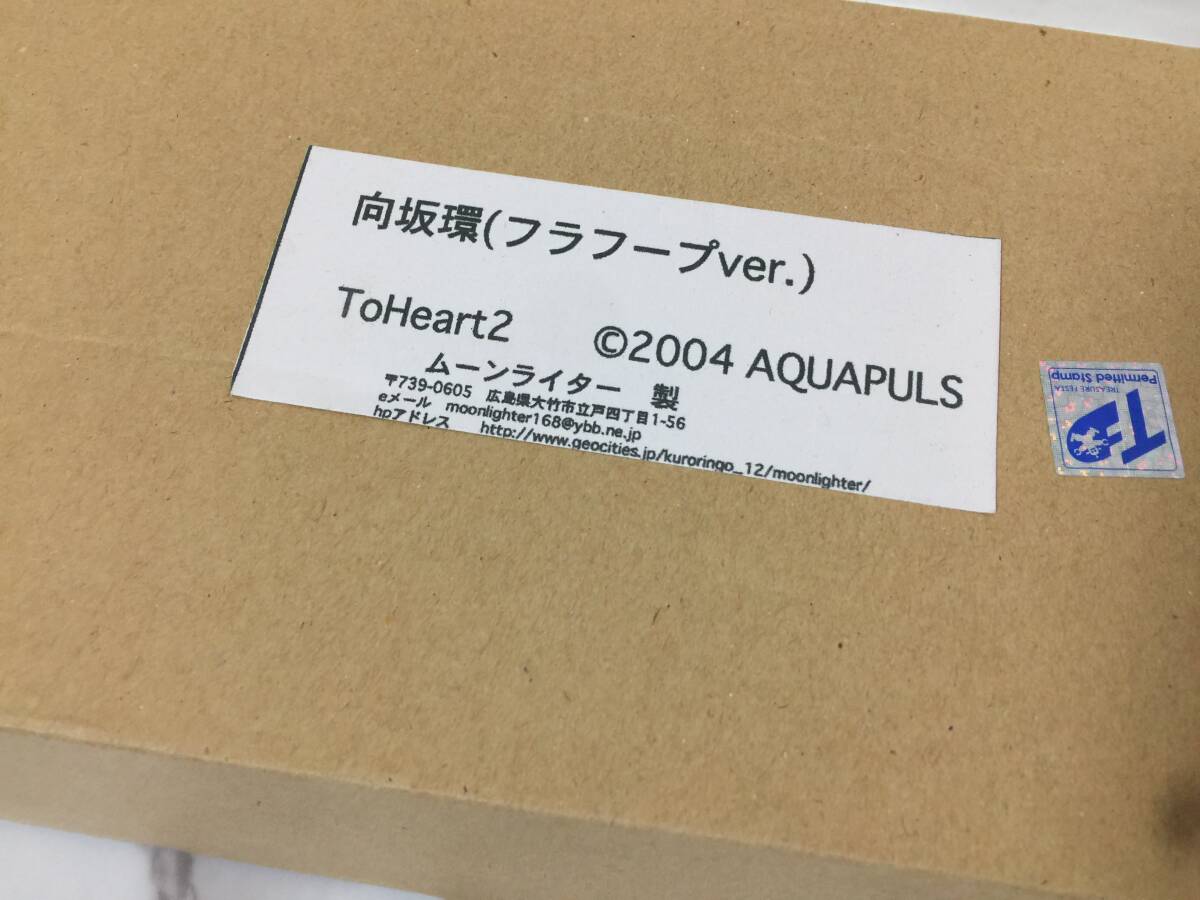 向坂環(フラフープver.)
ToHeart2 ©2004 AQUAPULS
ムーンライター 製
〒739-0605 広島県大竹市立戸四丁目1-56
eメール moonlighter168@ybb.ne.jp
hpアドレス http://www.geocities.jp/kuroringo_12/moonlighter/
TF
TREASURE FESTA
Permitted Stamp